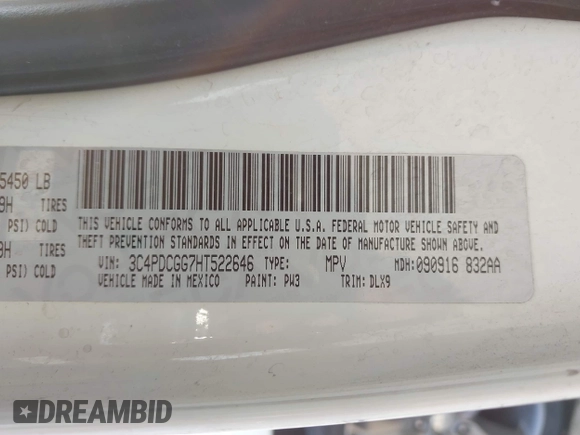 5450 LB
9H TIRES
PSI) COLD
9H TIRES
PSI) COLD
THIS VEHICLE CONFORMS TO ALL APPLICABLE U.S.A. FEDERAL MOTOR VEHICLE SAFETY AND
THEFT PREVENTION STANDARDS IN EFFECT ON THE DATE OF MANUFACTURE SHOWN ABOVE.
VIN: 3C4PDCGG7HT522646 TYPE: MPV MDH: 090916 832AA
VEHICLE MADE IN MEXICO PAINT: PW3 TRIM: DLX9
DREAMBID